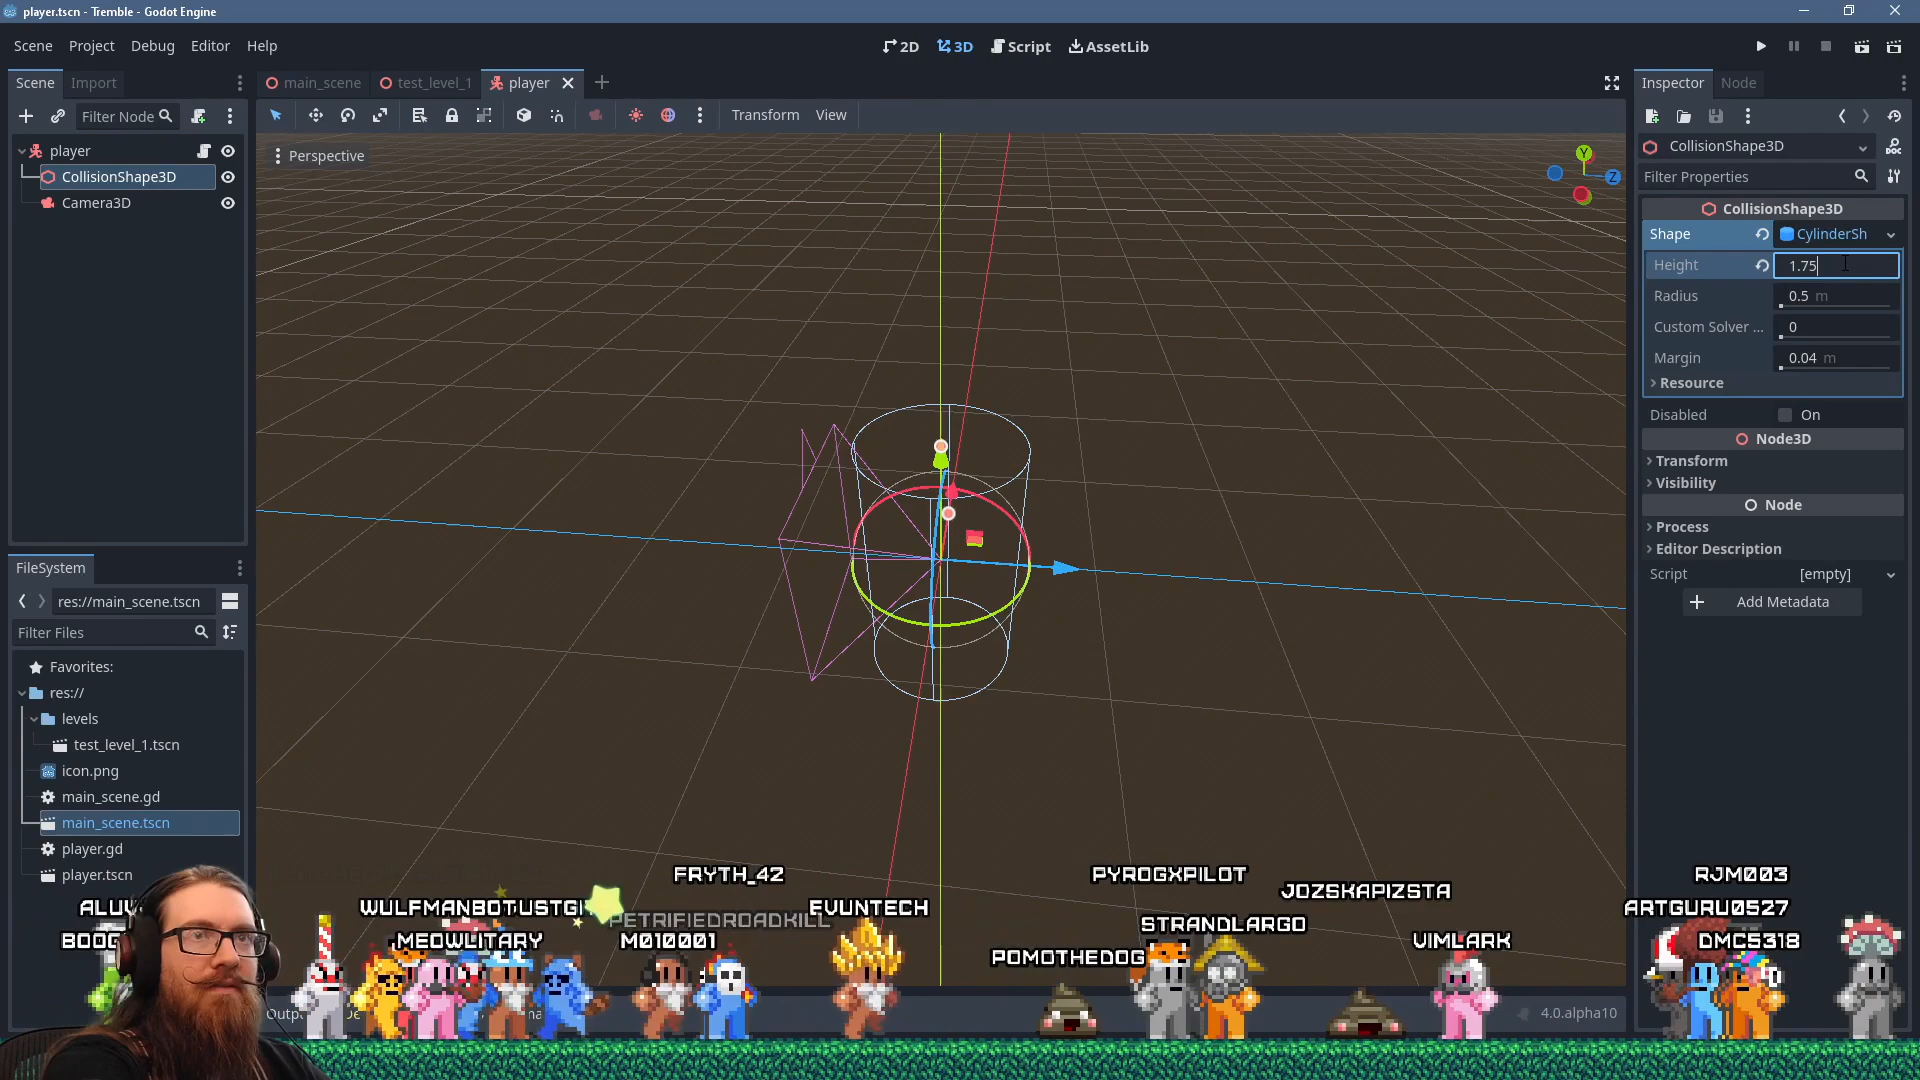 player.tscn - Tremble - Godot Engine
Scene Project Debug Editor Help
2D 3D Script AssetLib
Scene Import
main_scene test_level_1 player
Inspector Node
Filter Node
Transform View
player
CollisionShape3D
Camera3D
Perspective
Y
Z
CollisionShape3D
Filter Properties
CollisionShape3D
Shape CylinderSh
Height 1.75
Radius 0.5 m
Custom Solver ... 0
Margin 0.04 m
Resource
Disabled On
Node3D
Transform
Visibility
Node
Process
Editor Description
Script [empty]
Add Metadata
FileSystem
res://main_scene.tscn
Filter Files
Favorites:
res://
levels
test_level_1.tscn
icon.png
main_scene.gd
main_scene.tscn
player.gd
player.tscn
FRYTH_42
PYROGXPILOT
RJM003
JOZSKAPIZSTA
WULFMANBOTUSTGI
PETRIFIEDROADKILL
EVUNTECH
ARTGURU0527
STRANDLARGO
MEOWLITARY
M010001
VIMLARK
DMC5318
POMOTHEDOG
4.0.alpha10